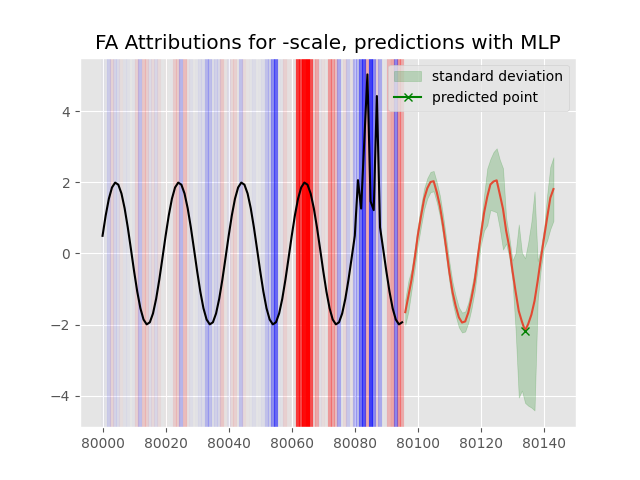 FA Attributions for -scale, predictions with MLP
standard deviation
predicted point
4
2
0
−2
−4
80000 80020 80040 80060 80080 80100 80120 80140